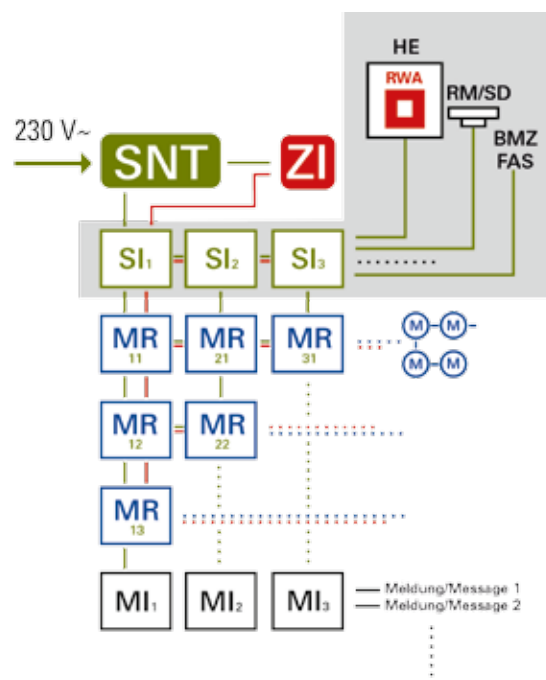 HE
RWA
RM/SD
BMZ
FAS
230 V~
SNT
ZI
SI1
SI2
SI3
MR
11
MR
21
MR
31
M
M
M
M
MR
12
MR
22
MR
13
MI1
MI2
MI3
Meldung/Message 1
Meldung/Message 2